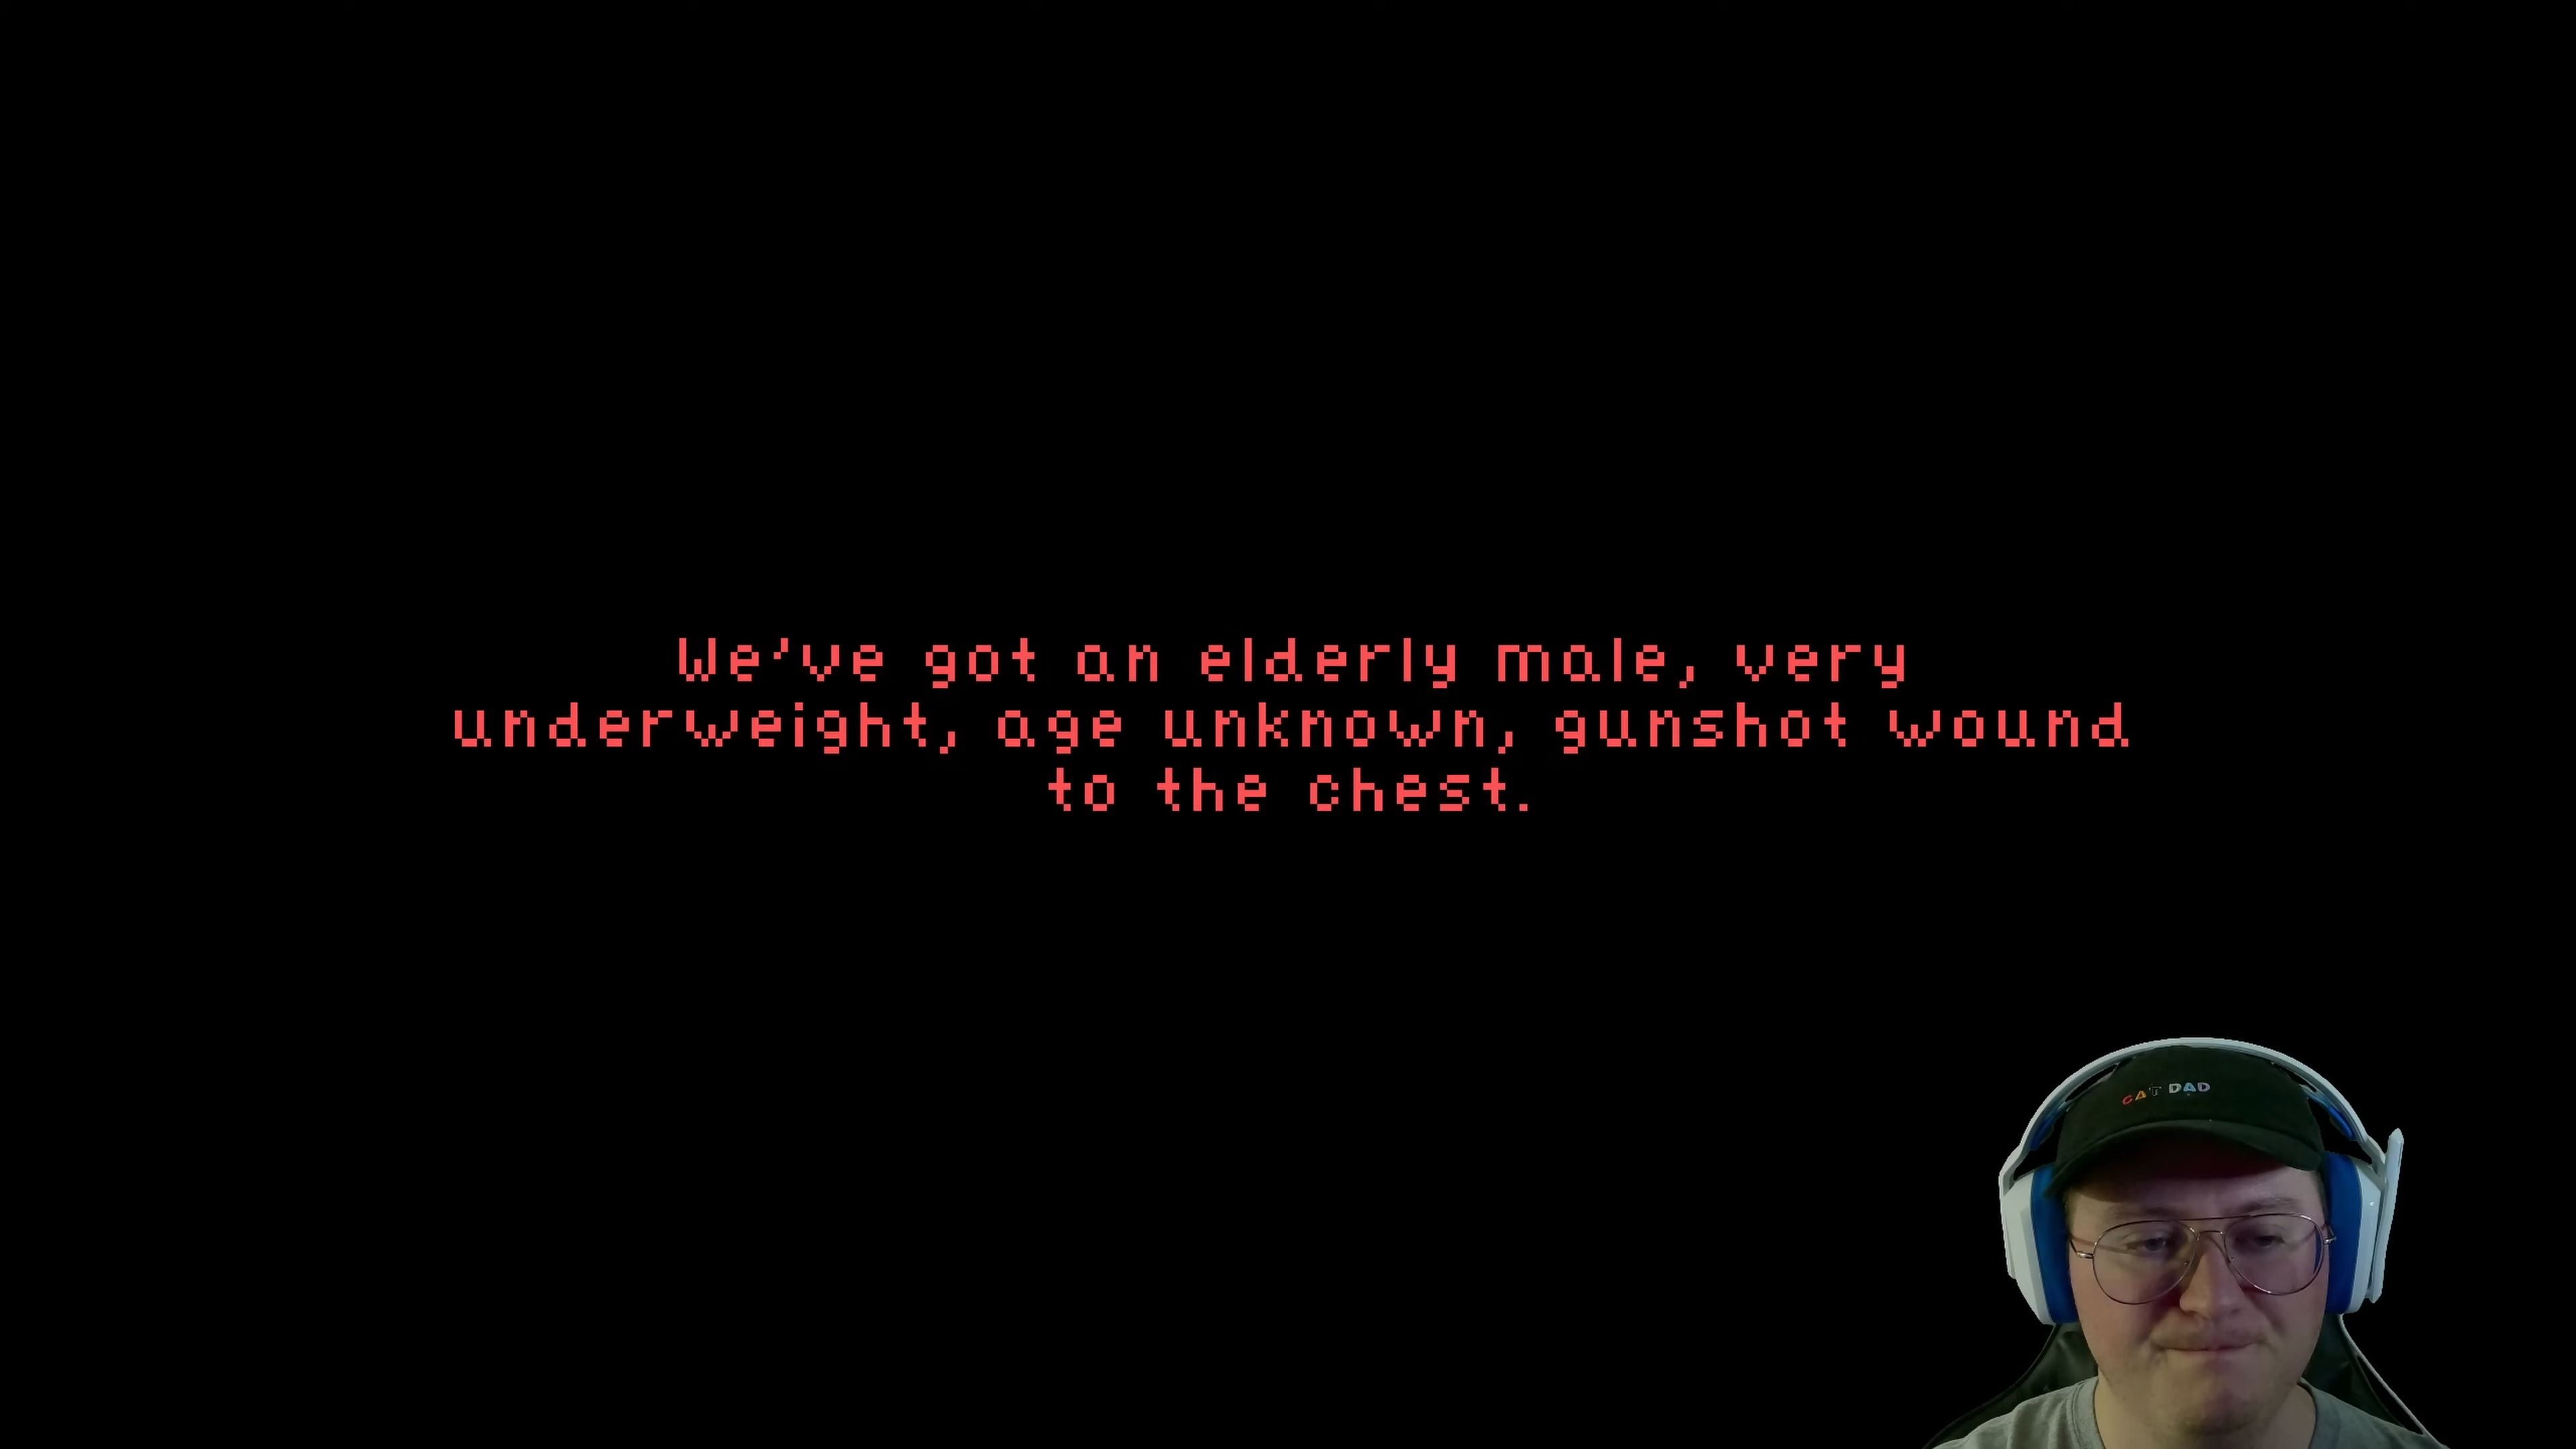 We've got an elderly male, very
underweight, age unknown, gunshot wound
to the chest.
CAT DAD